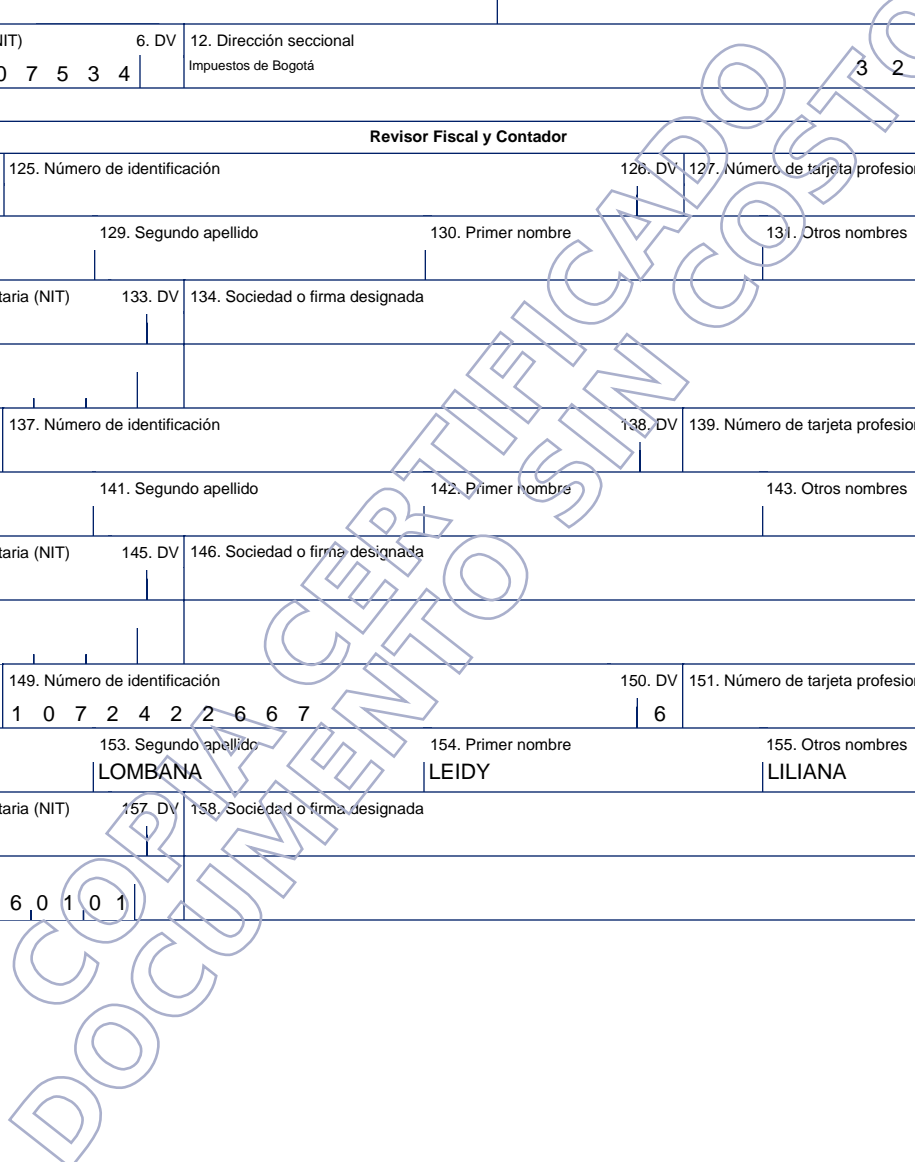 NIT) 6. DV 12. Dirección seccional
0 7 5 3 4 Impuestos de Bogotá 3 2
Revisor Fiscal y Contador
125. Número de identificación 126. DV 127. Número de tarjeta profesion
129. Segundo apellido 130. Primer nombre 131. Otros nombres
taria (NIT) 133. DV 134. Sociedad o firma designada
137. Número de identificación 138. DV 139. Número de tarjeta profesion
141. Segundo apellido 142. Primer nombre 143. Otros nombres
taria (NIT) 145. DV 146. Sociedad o firma designada
149. Número de identificación 150. DV 151. Número de tarjeta profesion
1 0 7 2 4 2 2 6 6 7 6
153. Segundo apellido 154. Primer nombre 155. Otros nombres
LOMBANA LEIDY LILIANA
taria (NIT) 157. DV 158. Sociedad o firma designada
6 0 1 0 1
COPIA CERTIFICADO
DOCUMENTO SIN COSTO